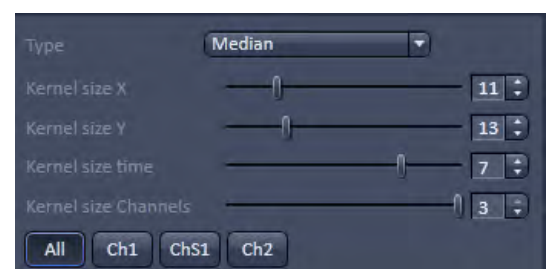 Type Median
Kernel size X 11
Kernel size Y 13
Kernel size time 7
Kernel size Channels 3
All Ch1 ChS1 Ch2